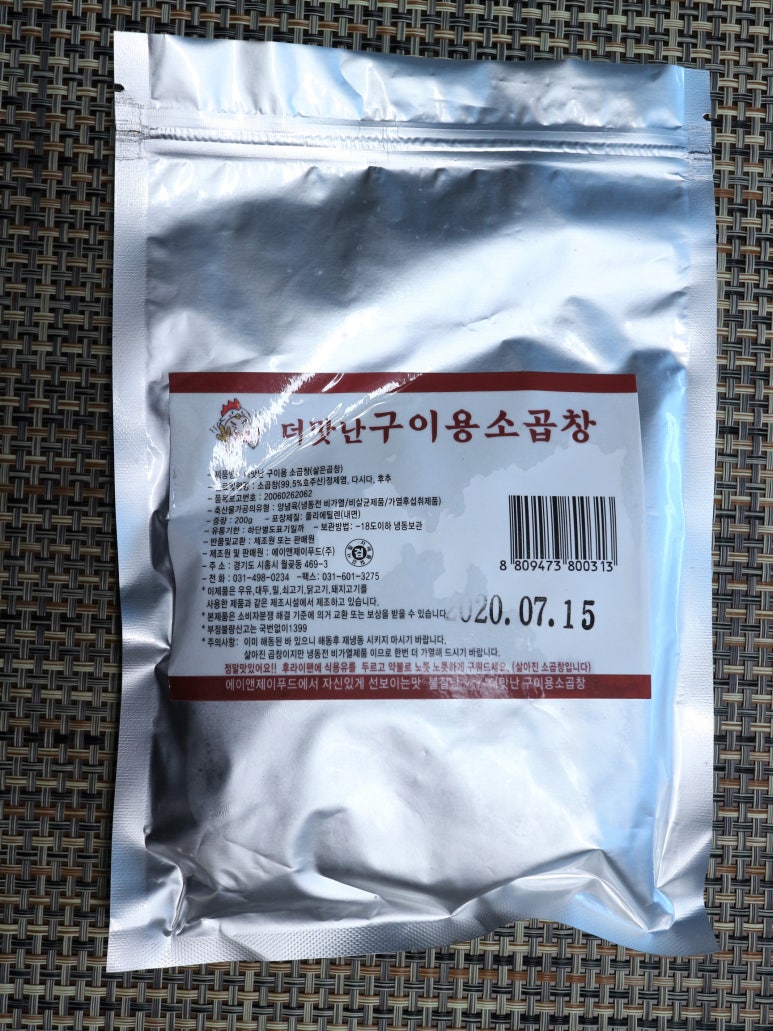 더맛난구이용소곱창
- 제품명 : 더맛난 구이용 소곱창(삶은곱창)
: 소곱창(99.5%호주산)정제염, 다시다, 후추
- 품목보고번호 : 20060262062
- 축산물가공의유형 : 양념육(냉동전 비가열/비살균제품/가열후섭취제품)
- 중량 : 200g - 포장재질: 폴리에틸렌(내면)
- 유통기한 : 하단별도표기일까 - 보관방법: -18도이하 냉동보관
- 반품및교환 : 제조원 또는 판매원
- 제조원 및 판매원 : 에이앤제이푸드(주)
- 주소 : 경기도 시흥시 월곶동 469-3
- 전화 : 031-498-0234 -팩스: 031-601-3275
검
8 809473 800313
* 이제품은 우유,대두,밀,쇠고기,닭고기,돼지고기를
사용한 제품과 같은 제조시설에서 제조하고 있습니다.
*본제품은 소비자분쟁 해결 기준에 의거 교환 또는 보상을 받을 수 있습니다.
* 부정불량신고는 국번없이1399
2020.07.15
*주의사항: 이미 해동된 바 있으니 해동후 재냉동 시키지 마시기 바랍니다.
살아진 곱창이지만 냉동전 비가열제품 이므로 한번 더 가열해 드시기 바랍니다.
정말맛있어요!! 후라이팬에 식용유를 두르고 약불로 노릇 노릇하게 구워드세요. (살아진 소곱창입니다)
에이앤제이푸드에서 자신있게 선보이는맛 더맛난구이용소곱창